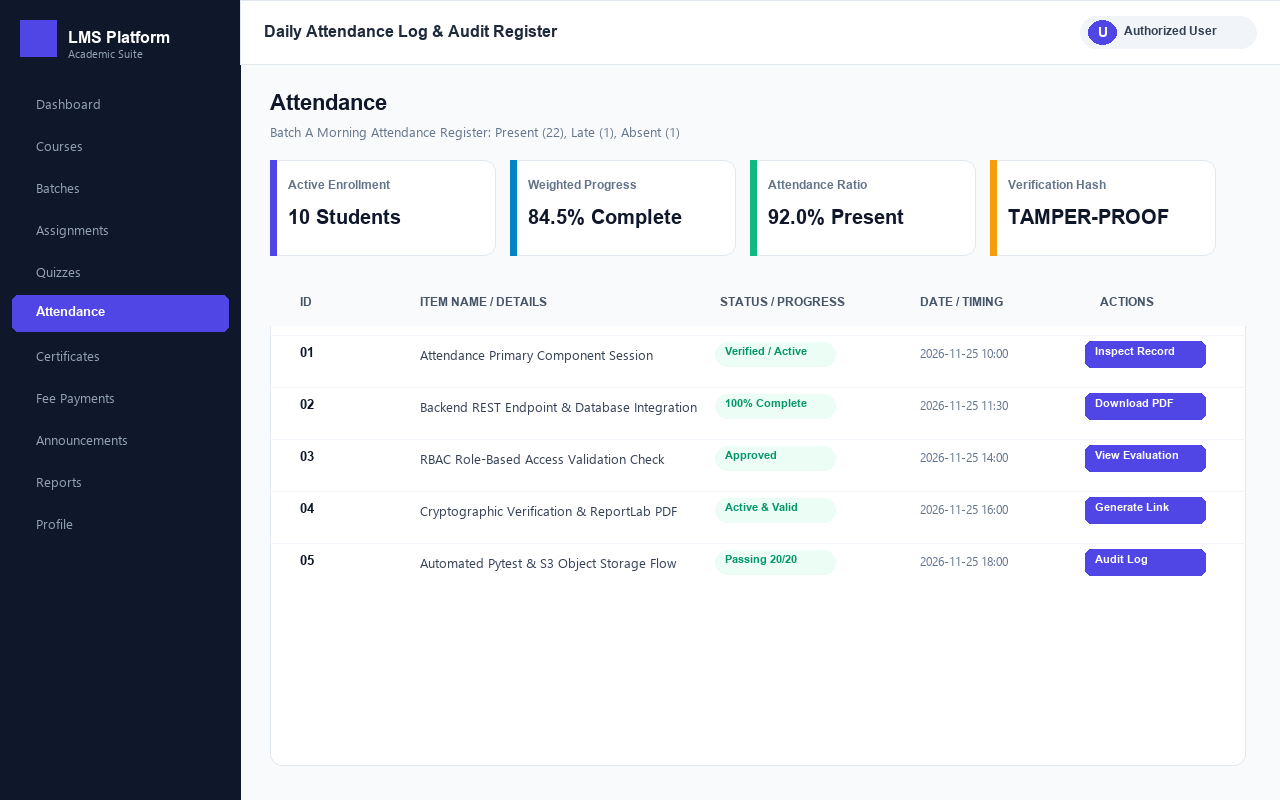 LMS Platform
Academic Suite
Dashboard
Courses
Batches
Assignments
Quizzes
Attendance
Certificates
Fee Payments
Announcements
Reports
Profile
Daily Attendance Log & Audit Register
U Authorized User
Attendance
Batch A Morning Attendance Register: Present (22), Late (1), Absent (1)
Active Enrollment
10 Students
Weighted Progress
84.5% Complete
Attendance Ratio
92.0% Present
Verification Hash
TAMPER-PROOF
ID ITEM NAME / DETAILS STATUS / PROGRESS DATE / TIMING ACTIONS
01 Attendance Primary Component Session Verified / Active 2026-11-25 10:00 Inspect Record
02 Backend REST Endpoint & Database Integration 100% Complete 2026-11-25 11:30 Download PDF
03 RBAC Role-Based Access Validation Check Approved 2026-11-25 14:00 View Evaluation
04 Cryptographic Verification & ReportLab PDF Active & Valid 2026-11-25 16:00 Generate Link
05 Automated Pytest & S3 Object Storage Flow Passing 20/20 2026-11-25 18:00 Audit Log